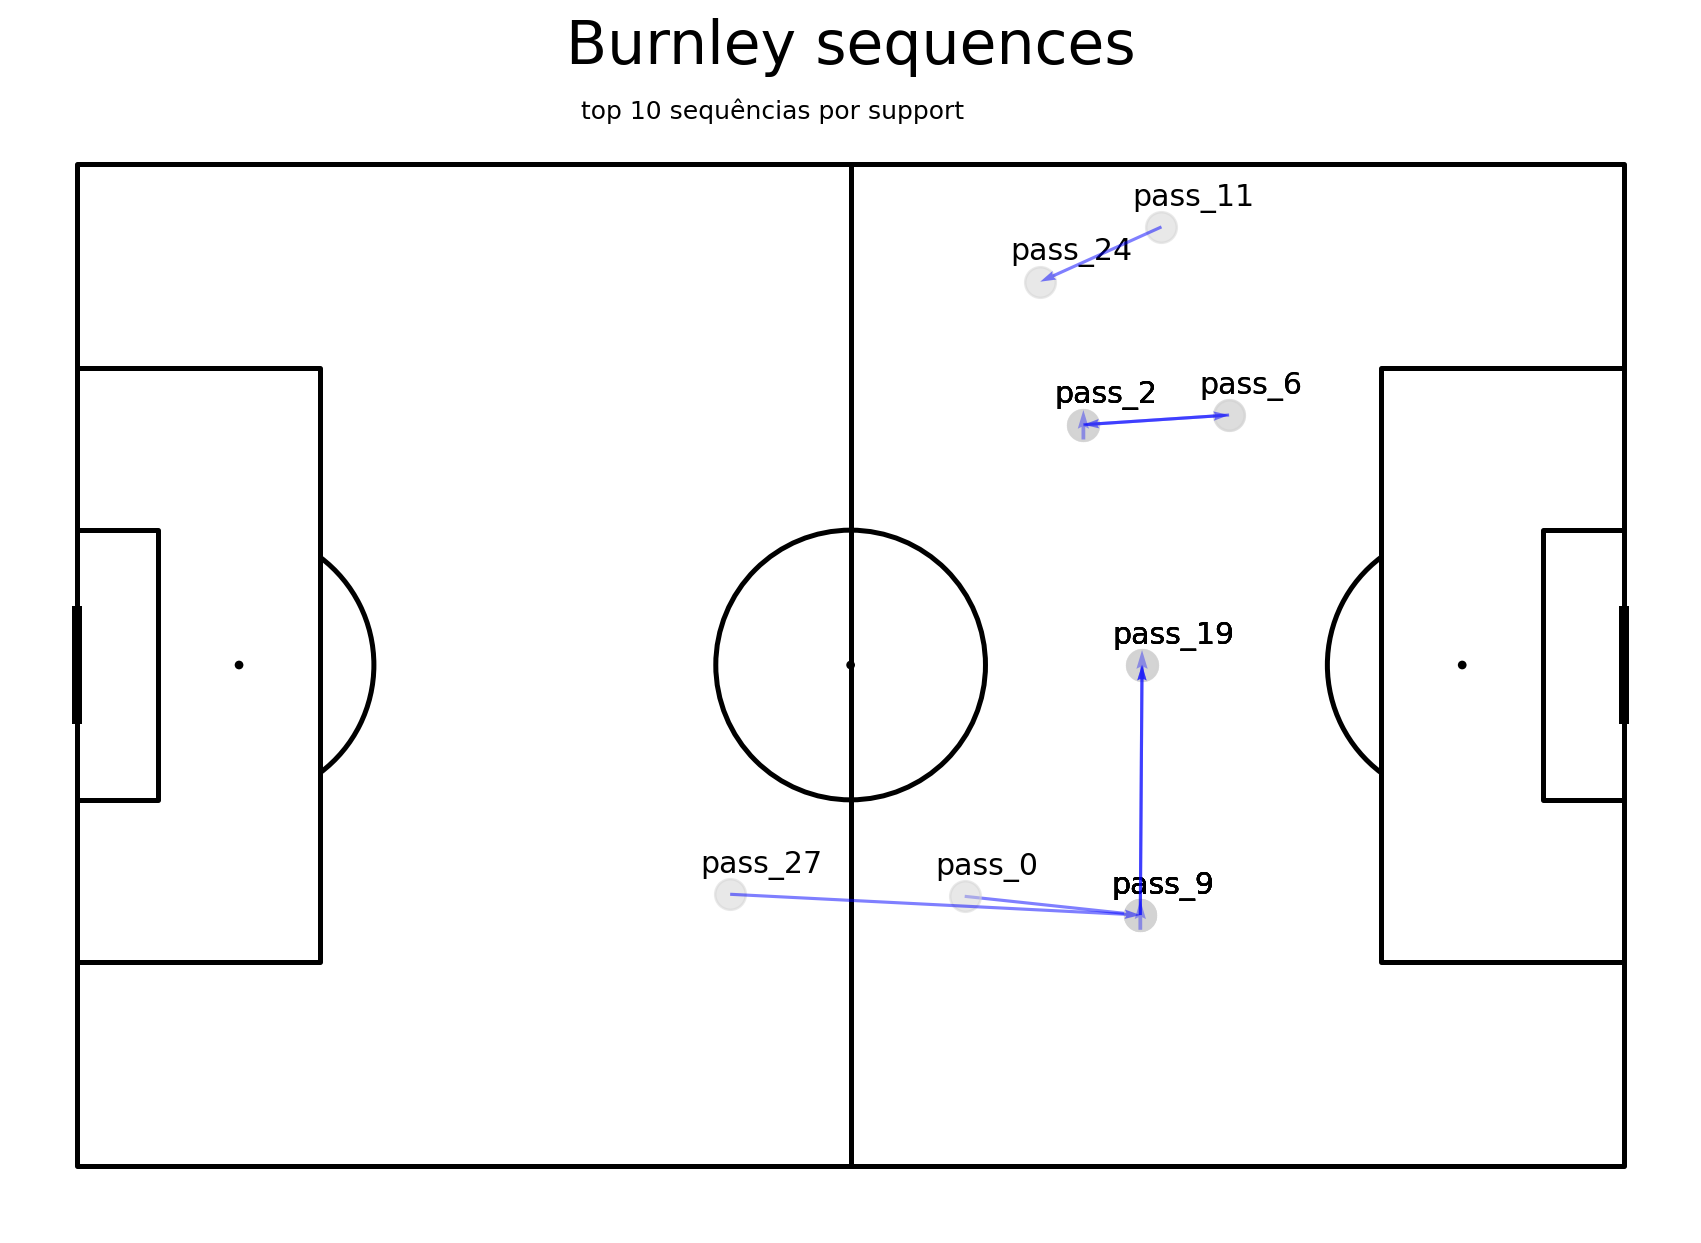 Burnley sequences
top 10 sequências por support
pass_11
pass_24
pass_6
pass_2
pass_19
pass_27
pass_0
pass_9